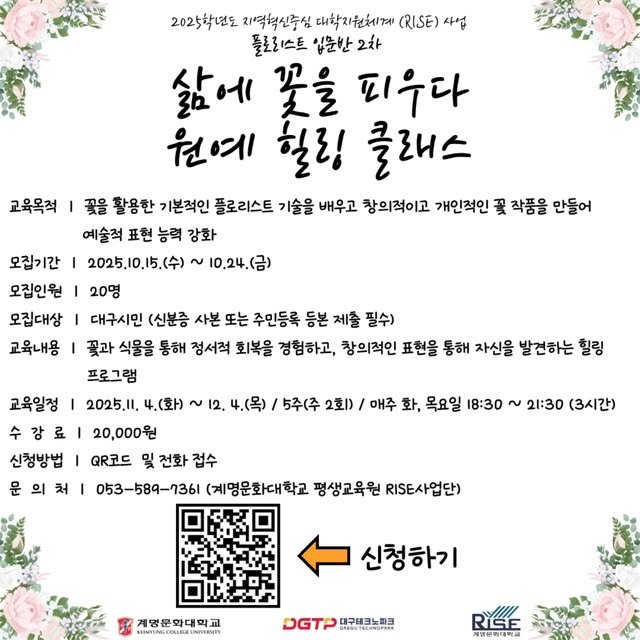 2025학년도 지역혁신중심 대학지원체계 (RISE) 사업
플로리스트 입문반 2차
삶에 꽃을 피우다
원예 힐링 클래스
교육목적 | 꽃을 활용한 기본적인 플로리스트 기술을 배우고 창의적이고 개인적인 꽃 작품을 만들어
예술적 표현 능력 강화
모집기간 | 2025.10.15.(수) ~ 10.24.(금)
모집인원 | 20명
모집대상 | 대구시민 (신분증 사본 또는 주민등록 등본 제출 필수)
교육내용 | 꽃과 식물을 통해 정서적 회복을 경험하고, 창의적인 표현을 통해 자신을 발견하는 힐링
프로그램
교육일정 | 2025.11. 4.(화) ~ 12. 4.(목) / 5주(주 2회) / 매주 화, 목요일 18:30 ~ 21:30 (3시간)
수 강 료 | 20,000원
신청방법 | QR코드 및 전화 접수
문 의 처 | 053-589-7361 (계명문화대학교 평생교육원 RISE사업단)
신청하기
계명문화대학교
KEIMYUNG COLLEGE UNIVERSITY
DGTP 대구테크노파크
DAEGU TECHNOPARK
RISE
계명문화대학교